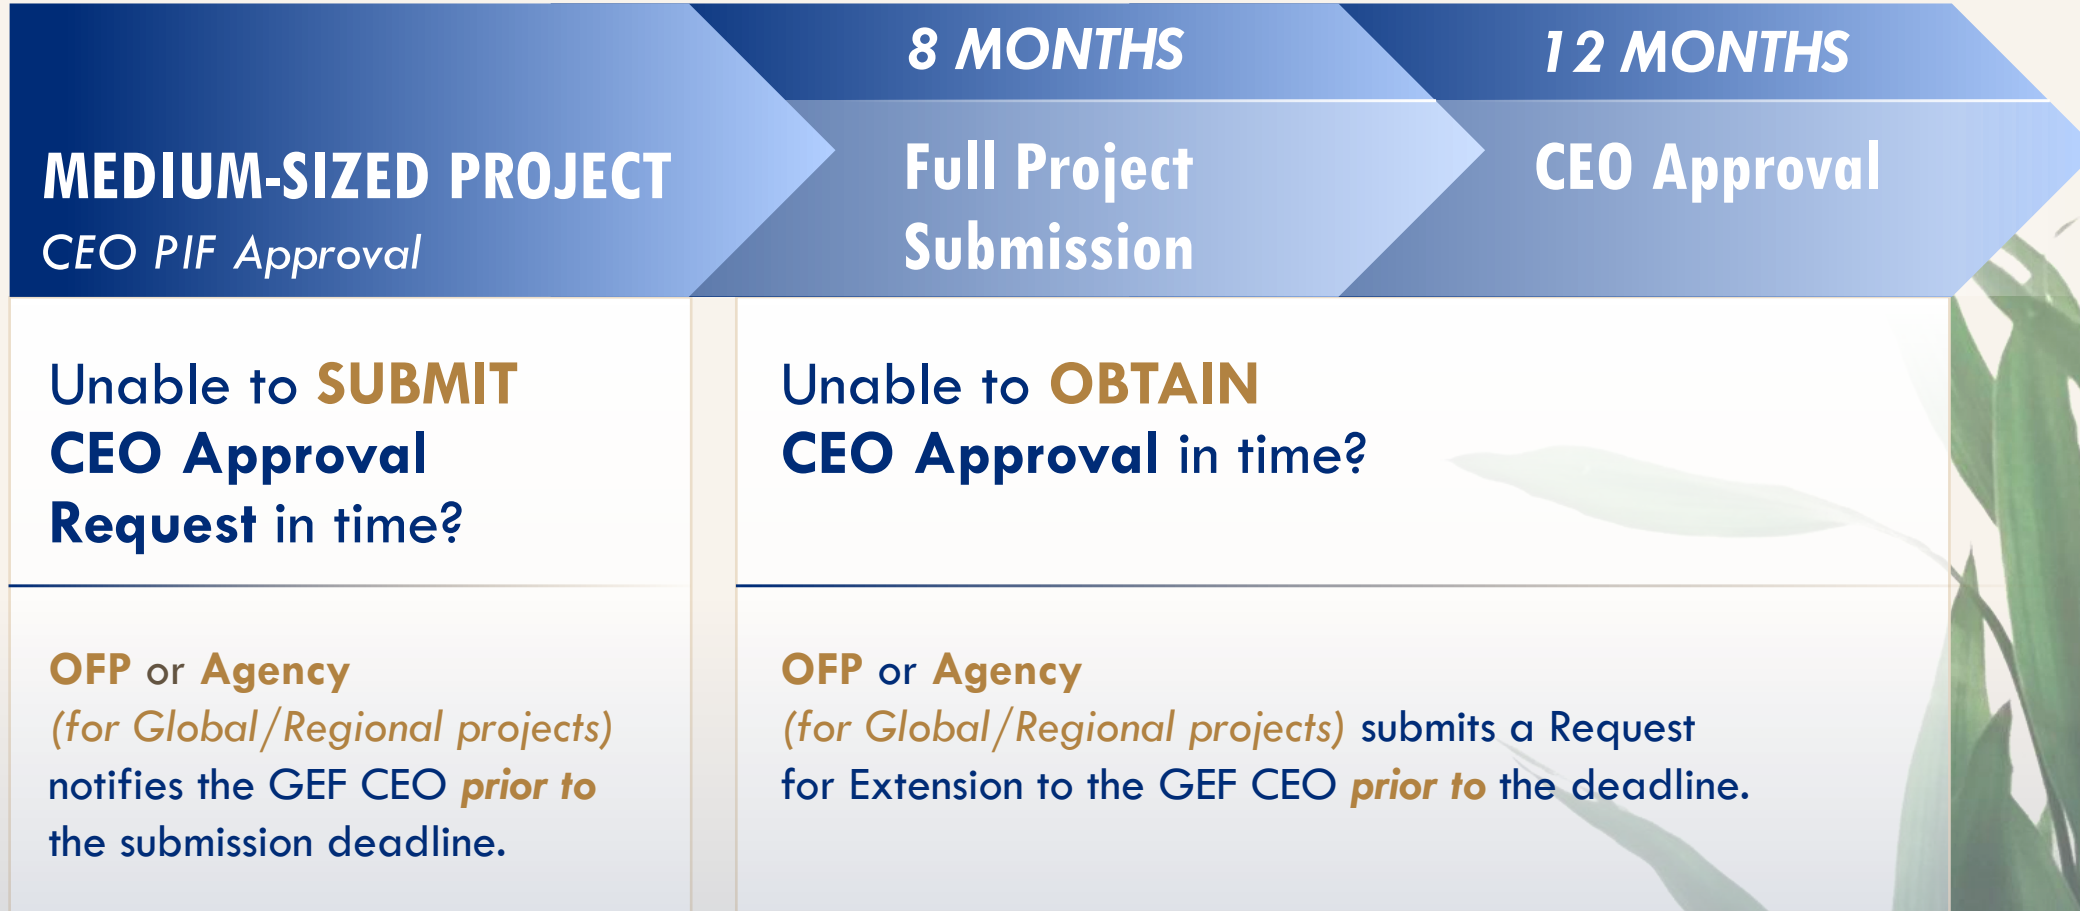 MEDIUM-SIZED PROJECT
CEO PIF Approval
8 MONTHS
Full Project
Submission
12 MONTHS
CEO Approval
Unable to SUBMIT
CEO Approval
Request in time?
OFP or Agency
(for Global/Regional projects)
notifies the GEF CEO prior to
the submission deadline.
Unable to OBTAIN
CEO Approval in time?
OFP or Agency
(for Global/Regional projects) submits a Request
for Extension to the GEF CEO prior to the deadline.